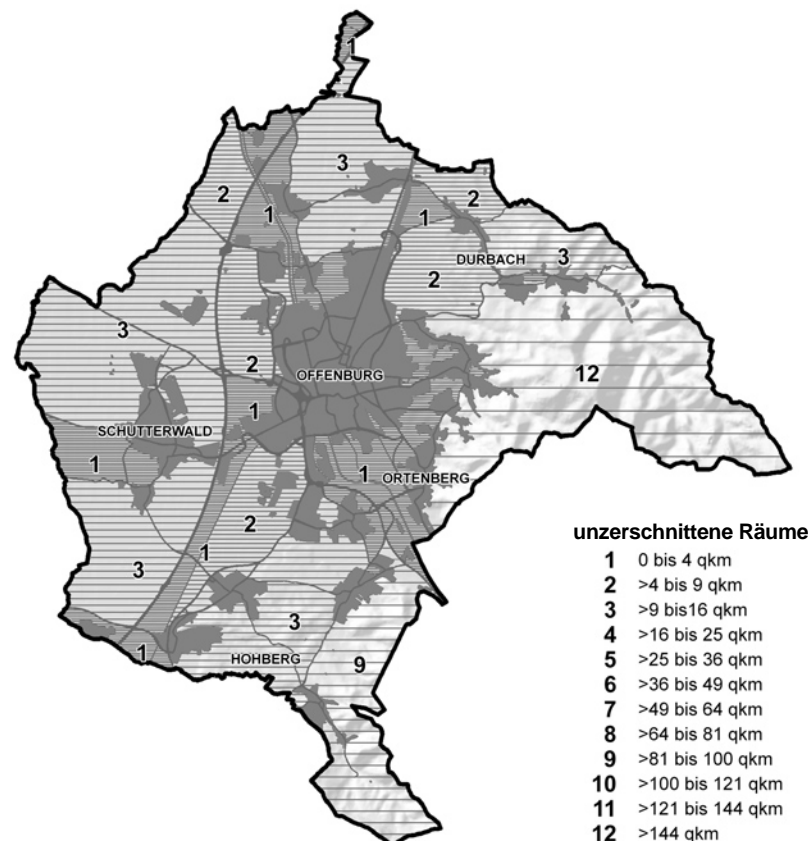 1
3
2
1
2
1
3
DURBACH
2
3
2
12
OFFENBURG
1
SCHUTTERWALD
1
1
ORTENBERG
2
1
3
3
HOHBERG
9
1
unzerschnittene Räume
1 0 bis 4 qkm
2 >4 bis 9 qkm
3 >9 bis16 qkm
4 >16 bis 25 qkm
5 >25 bis 36 qkm
6 >36 bis 49 qkm
7 >49 bis 64 qkm
8 >64 bis 81 qkm
9 >81 bis 100 qkm
10 >100 bis 121 qkm
11 >121 bis 144 qkm
12 >144 qkm